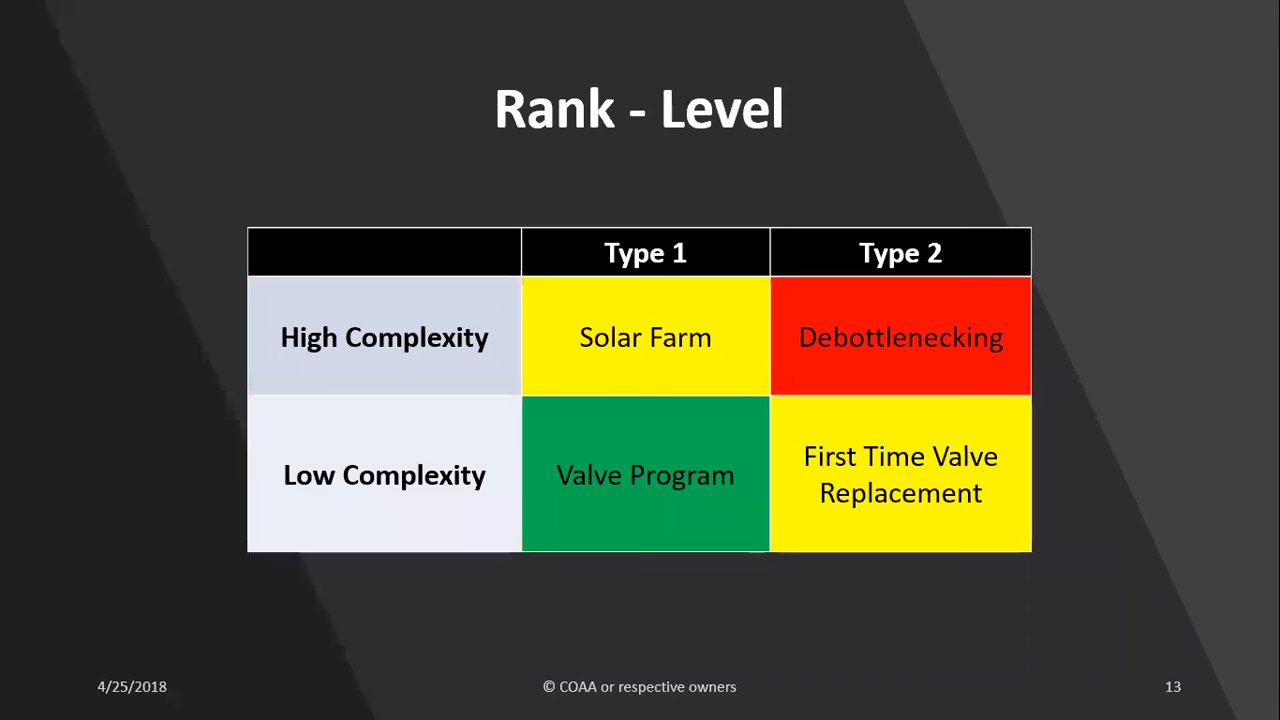 Rank - Level
Type 1
Type 2
High Complexity
Solar Farm
Debottlenecking
Low Complexity
Valve Program
First Time Valve
Replacement
4/25/2018
© COAA or respective owners
13